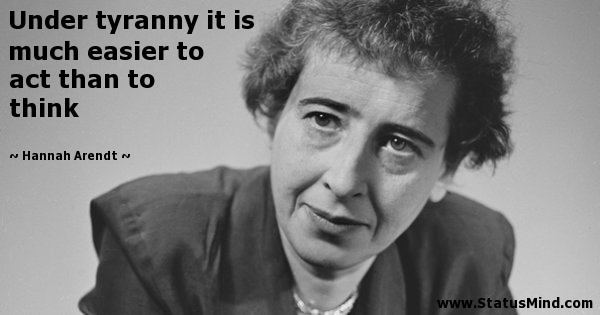 Under tyranny it is
much easier to
act than to
think
~ Hannah Arendt ~
www.StatusMind.com